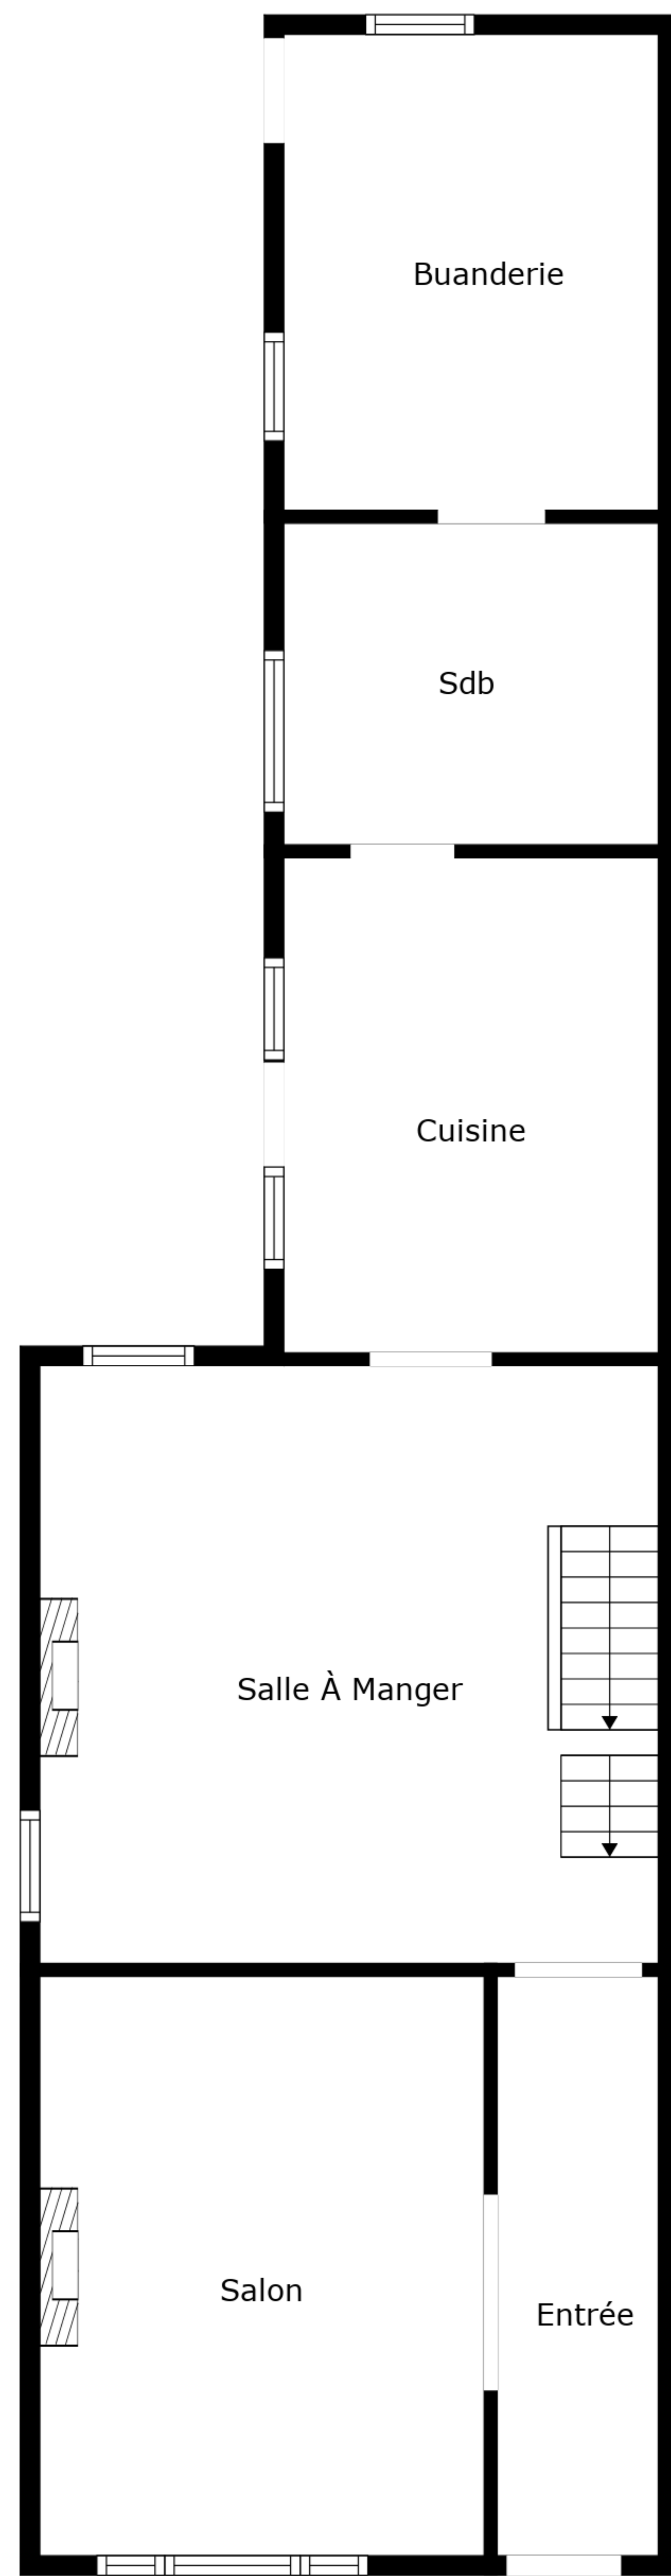 Buanderie
Sdb
Cuisine
Salle À Manger
Salon
Entrée